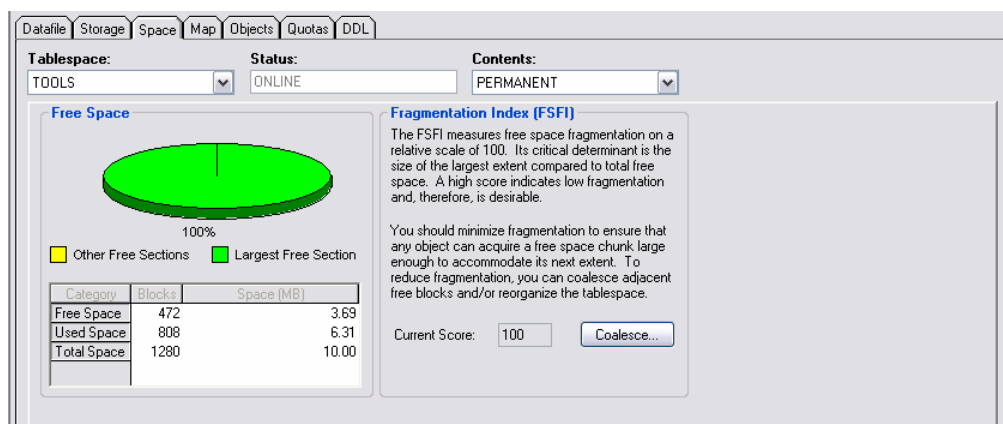 Datafile Storage Space Map Objects Quotas DDL
Tablespace: Status: Contents:
TOOLS ONLINE PERMANENT
Free Space
100%
Other Free Sections Largest Free Section
Category Blocks Space (MB)
Free Space 472 3.69
Used Space 808 6.31
Total Space 1280 10.00
Fragmentation Index (FSFI)
The FSFI measures free space fragmentation on a
relative scale of 100. Its critical determinant is the
size of the largest extent compared to total free
space. A high score indicates low fragmentation
and, therefore, is desirable.
You should minimize fragmentation to ensure that
any object can acquire a free space chunk large
enough to accommodate its next extent. To
reduce fragmentation, you can coalesce adjacent
free blocks and/or reorganize the tablespace.
Current Score: 100 Coalesce...